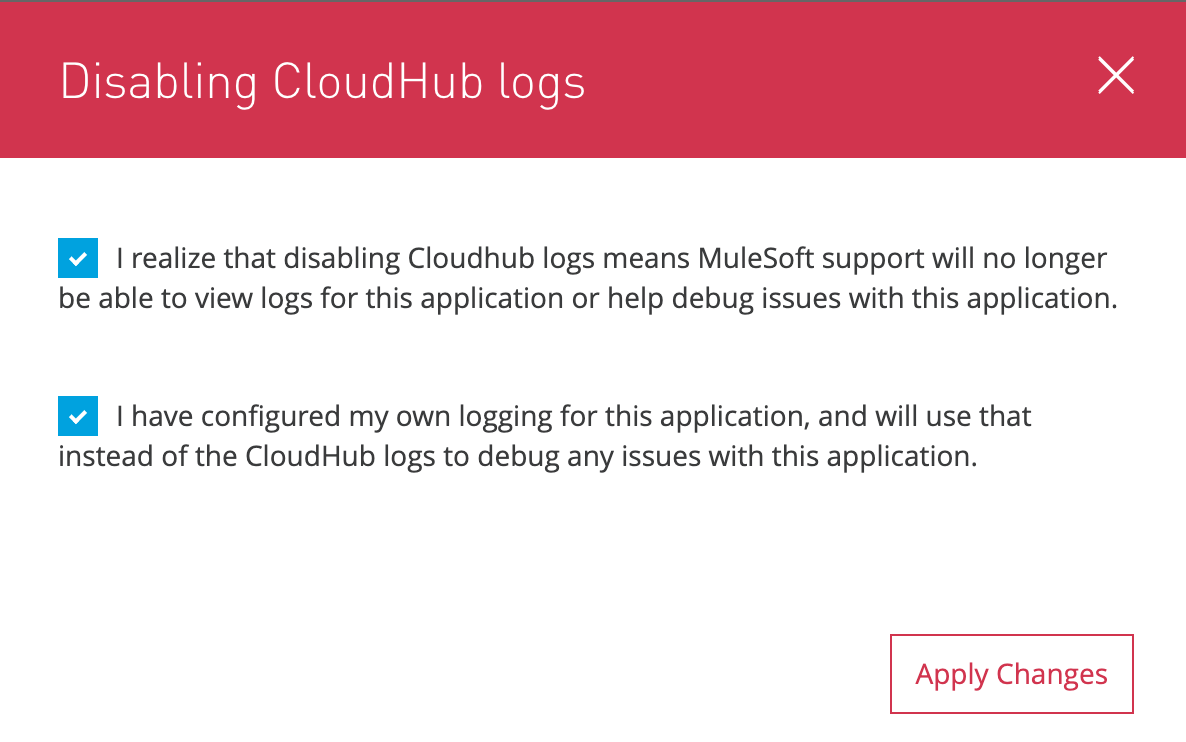 Disabling CloudHub logs
I realize that disabling Cloudhub logs means MuleSoft support will no longer
be able to view logs for this application or help debug issues with this application.
I have configured my own logging for this application, and will use that
instead of the CloudHub logs to debug any issues with this application.
Apply Changes